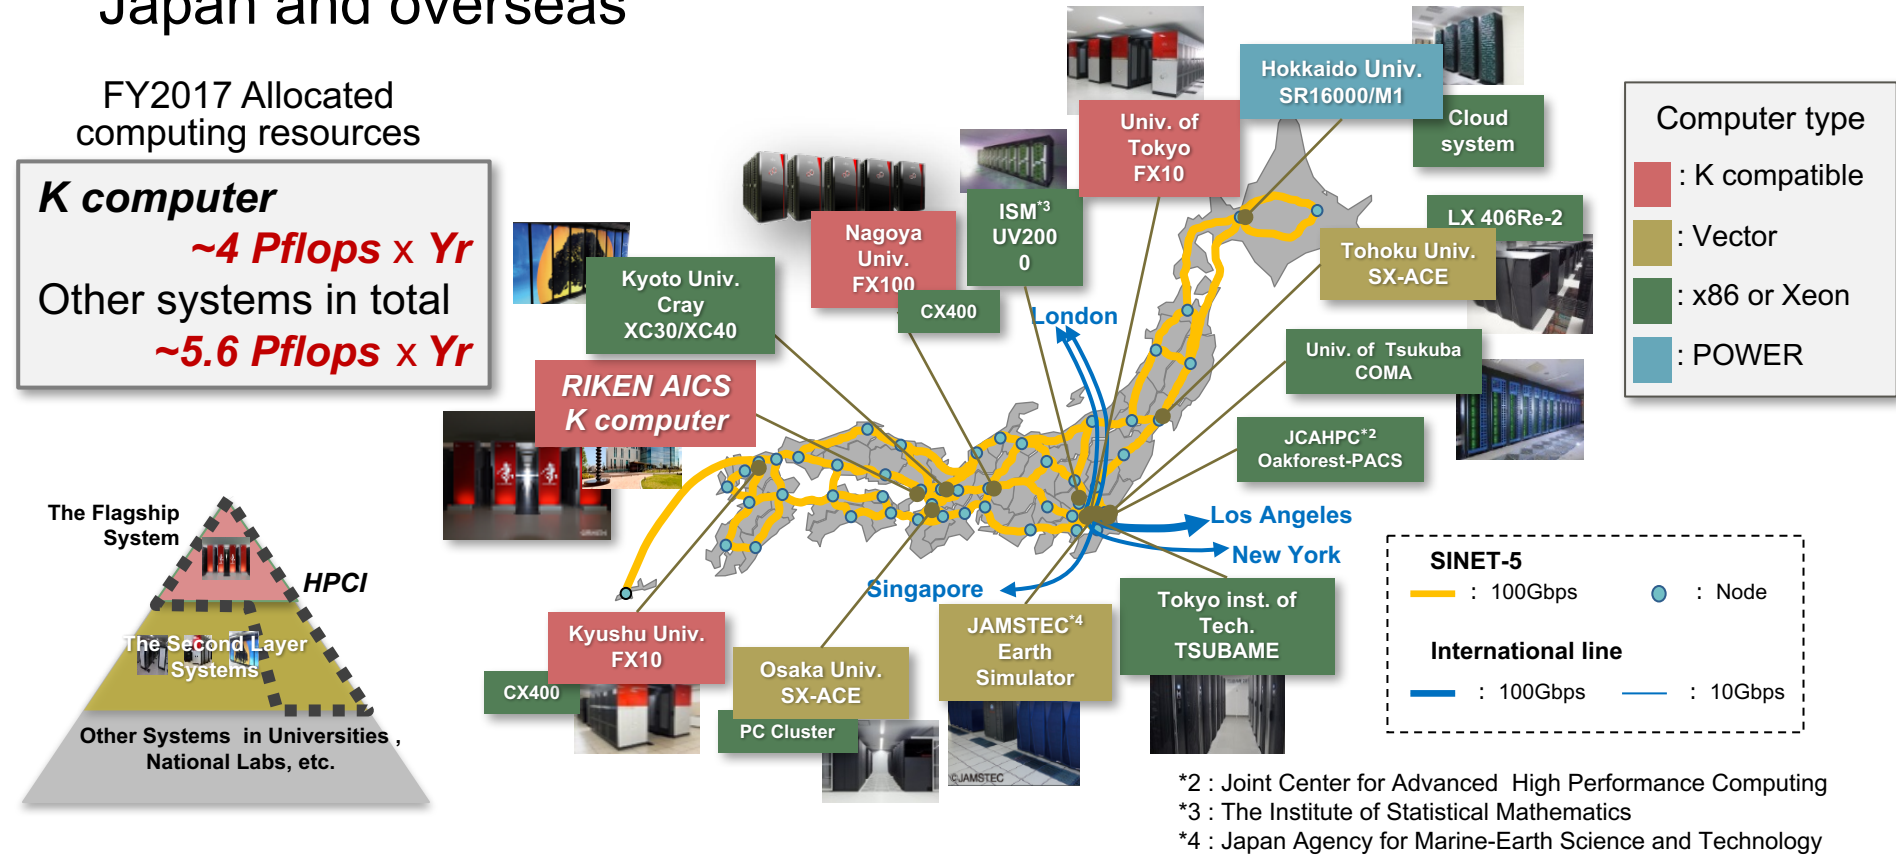 Japan and overseas
FY2017 Allocated
computing resources
K computer
~4 Pflops x Yr
Other systems in total
~5.6 Pflops x Yr
Hokkaido Univ.
SR16000/M1
Cloud
system
Univ. of
Tokyo
FX10
ISM*3
UV200
0
Nagoya
Univ.
FX100
CX400
Kyoto Univ.
Cray
XC30/XC40
RIKEN AICS
K computer
London
LX 406Re-2
Tohoku Univ.
SX-ACE
Univ. of Tsukuba
COMA
JCAHPC*2
Oakforest-PACS
Los Angeles
New York
Singapore
Computer type
: K compatible
: Vector
: x86 or Xeon
: POWER
The Flagship
System
HPCI
The Second Layer
Systems
Other Systems in Universities ,
National Labs, etc.
Kyushu Univ.
FX10
CX400
Osaka Univ.
SX-ACE
PC Cluster
JAMSTEC*4
Earth
Simulator
©JAMSTEC
Tokyo inst. of
Tech.
TSUBAME
SINET-5
: 100Gbps : Node
International line
: 100Gbps : 10Gbps
*2 : Joint Center for Advanced High Performance Computing
*3 : The Institute of Statistical Mathematics
*4 : Japan Agency for Marine-Earth Science and Technology